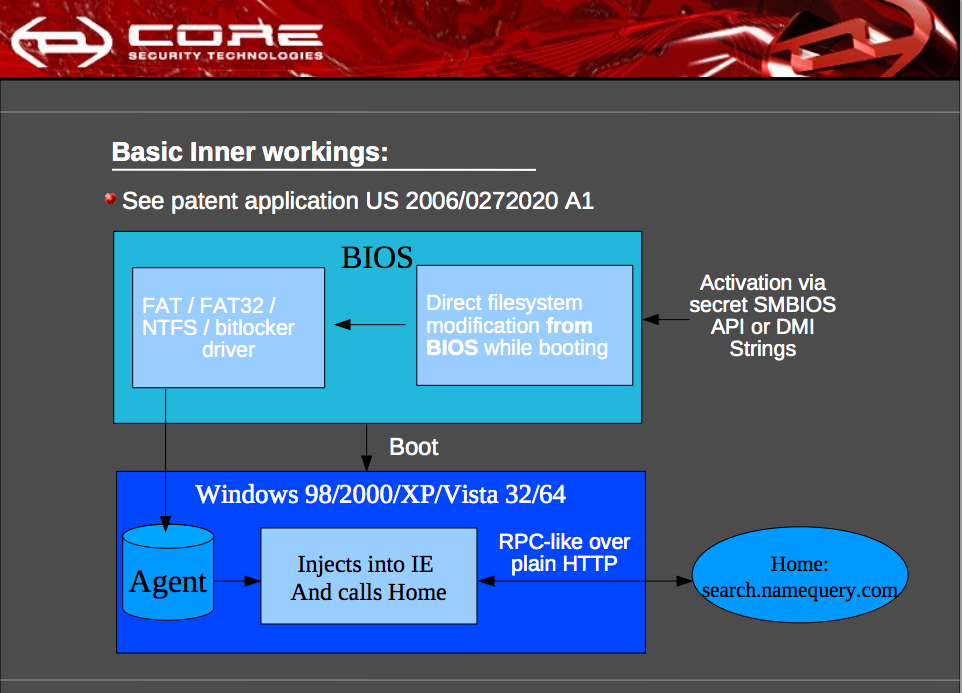 CORE
SECURITY TECHNOLOGIES
Basic Inner workings:
See patent application US 2006/0272020 A1
BIOS
FAT / FAT32 /
NTFS / bitlocker
driver
Direct filesystem
modification from
BIOS while booting
Activation via
secret SMBIOS
API or DMI
Strings
Boot
Windows 98/2000/XP/Vista 32/64
Agent
Injects into IE
And calls Home
RPC-like over
plain HTTP
Home:
search.namequery.com